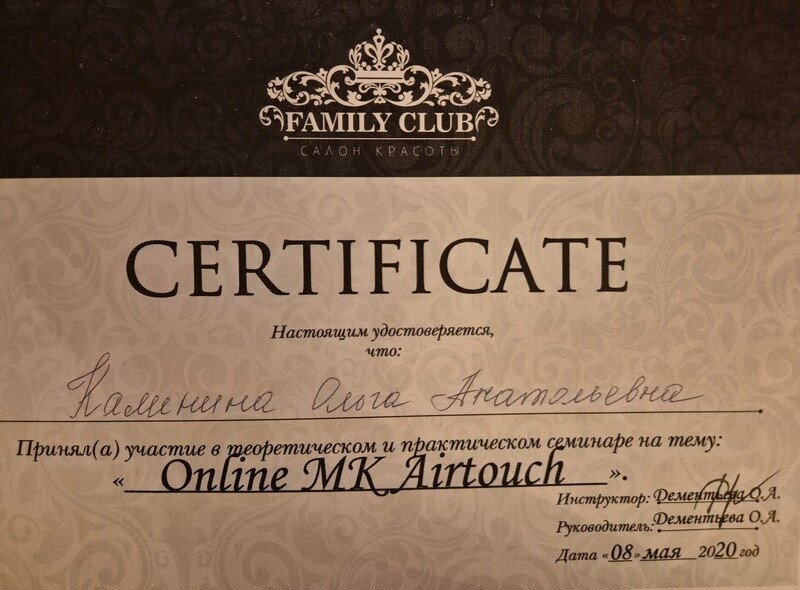 FAMILY CLUB
САЛОН КРАСОТЫ
CERTIFICATE
Настоящим удостоверяется,
что:
Калинина Ольга Анатольевна
Принял(а) участие в теоретическом и практическом семинаре на тему:
«Online MK Airtouch».
Инструктор: Дементьева О.А.
Руководитель: Дементьева О.А.
Дата «08» мая 2020 год